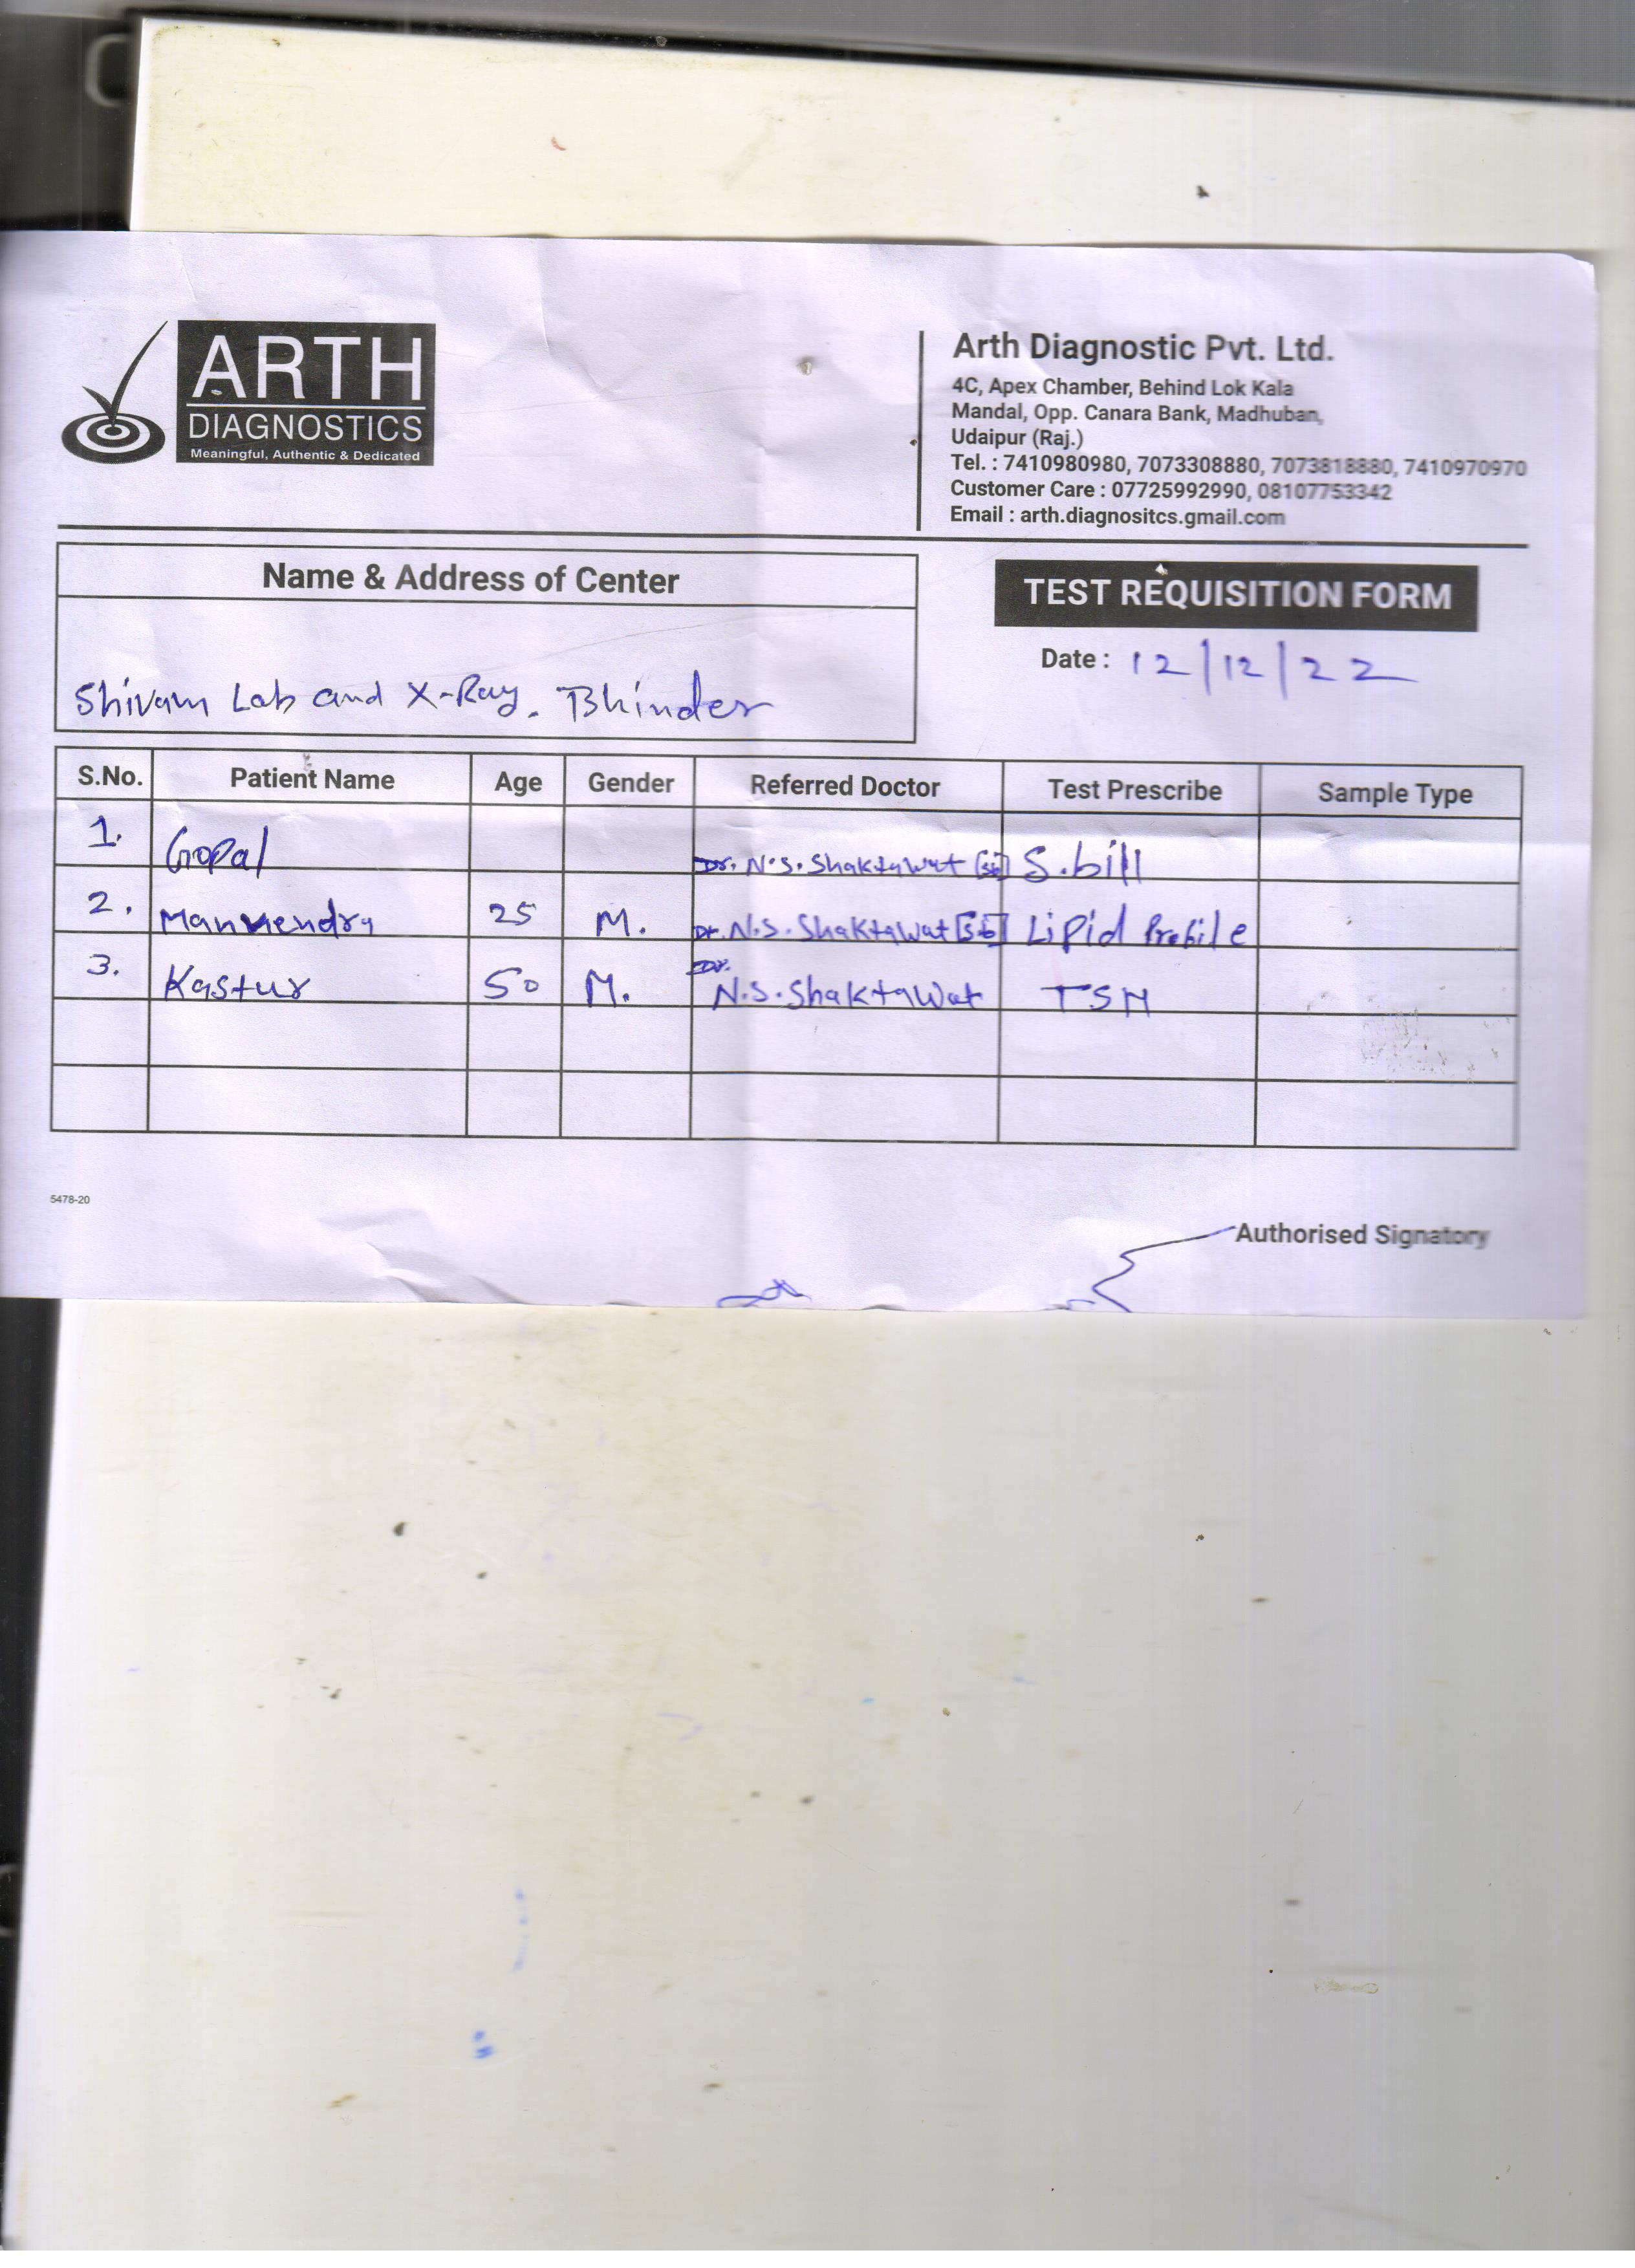 ARTH
DIAGNOSTICS
Meaningful, Authentic & Dedicated
Arth Diagnostic Pvt. Ltd.
4C, Apex Chamber, Behind Lok Kala
Mandal, Opp. Canara Bank, Madhuban,
Udaipur (Raj.)
Tel. : 7410980980, 7073308880, 7073818880, 7410970970
Customer Care : 07725992990, 08107753342
Email : arth.diagnositcs.gmail.com
Name & Address of Center
TEST REQUISITION FORM
Date : 12/12/22
Shivam Lab and X-Ray. Bhinder
S.No. Patient Name Age Gender Referred Doctor Test Prescribe Sample Type
1. Gopal Dr. N.S. Shaktawat S.bill
2. Manvendra 25 M. Dr. N.S. Shaktawat Lipid Profile
3. Kastur 50 M. Dr. N.S. Shaktawat TSH
5478-20
Authorised Signatory